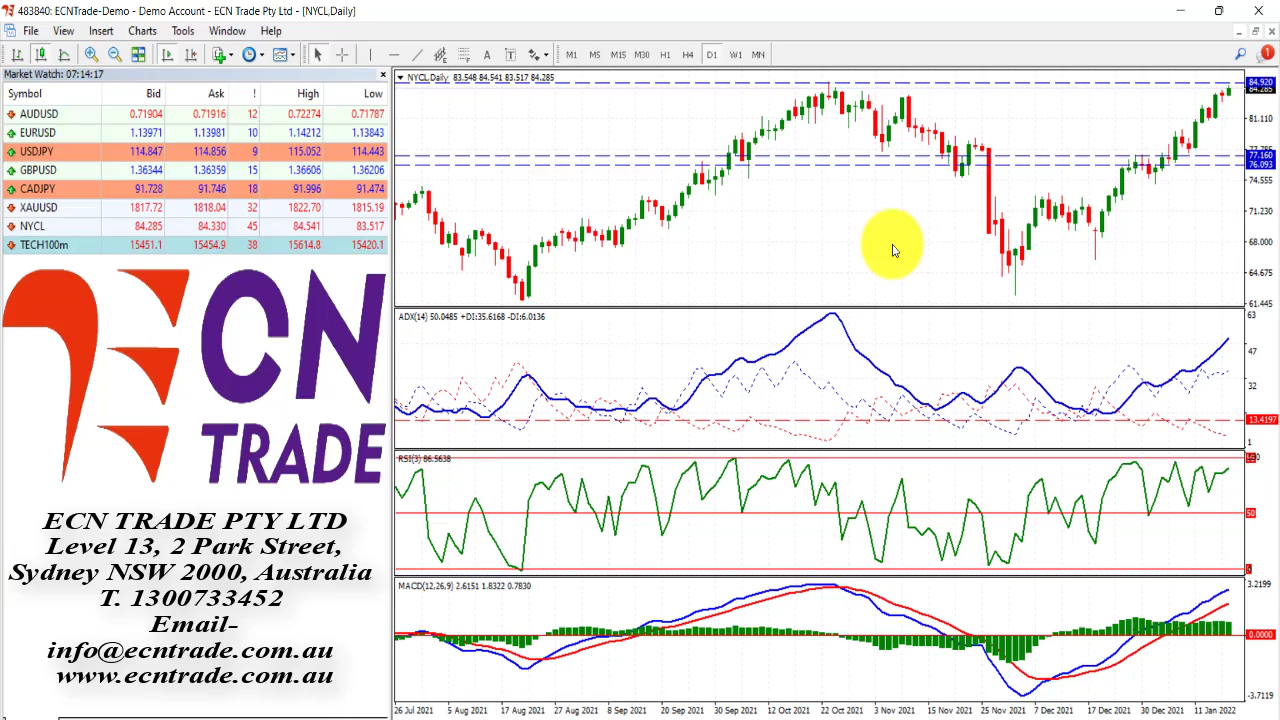 483840: ECNTrade-Demo - Demo Account - ECN Trade Pty Ltd - [NYCL,Daily]
File View Insert Charts Tools Window Help
A T M1 M5 M15 M30 H1 H4 D1 W1 MN 1
Market Watch: 07:14:17
Symbol Bid Ask ! High Low
AUDUSD 0.71904 0.71916 12 0.72274 0.71787
EURUSD 1.13971 1.13981 10 1.14212 1.13843
USDJPY 114.847 114.856 9 115.052 114.443
GBPUSD 1.36344 1.36359 15 1.36606 1.36206
CADJPY 91.728 91.746 18 91.996 91.474
XAUUSD 1817.72 1818.04 32 1822.70 1815.19
NYCL 84.285 84.330 45 84.541 83.517
TECH100m 15451.1 15454.9 38 15614.8 15420.1
ECN
TRADE
ECN TRADE PTY LTD
Level 13, 2 Park Street,
Sydney NSW 2000, Australia
T. 1300733452
Email-
info@ecntrade.com.au
www.ecntrade.com.au
NYCL,Daily 83.548 84.541 83.517 84.285
84.920
84.285
81.110
77.160
76.093
74.555
71.230
68.000
64.675
61.445
ADX(14) 50.0485 +DI:35.6168 -DI:6.0136
63
47
32
13.4197
1
RSI(3) 86.5638
50
MACD(12,26,9) 2.6151 1.8322 0.7830
3.2199
0.0000
-3.7119
26 Jul 2021 5 Aug 2021 17 Aug 2021 27 Aug 2021 8 Sep 2021 20 Sep 2021 30 Sep 2021 12 Oct 2021 22 Oct 2021 3 Nov 2021 15 Nov 2021 25 Nov 2021 7 Dec 2021 17 Dec 2021 30 Dec 2021 11 Jan 2022